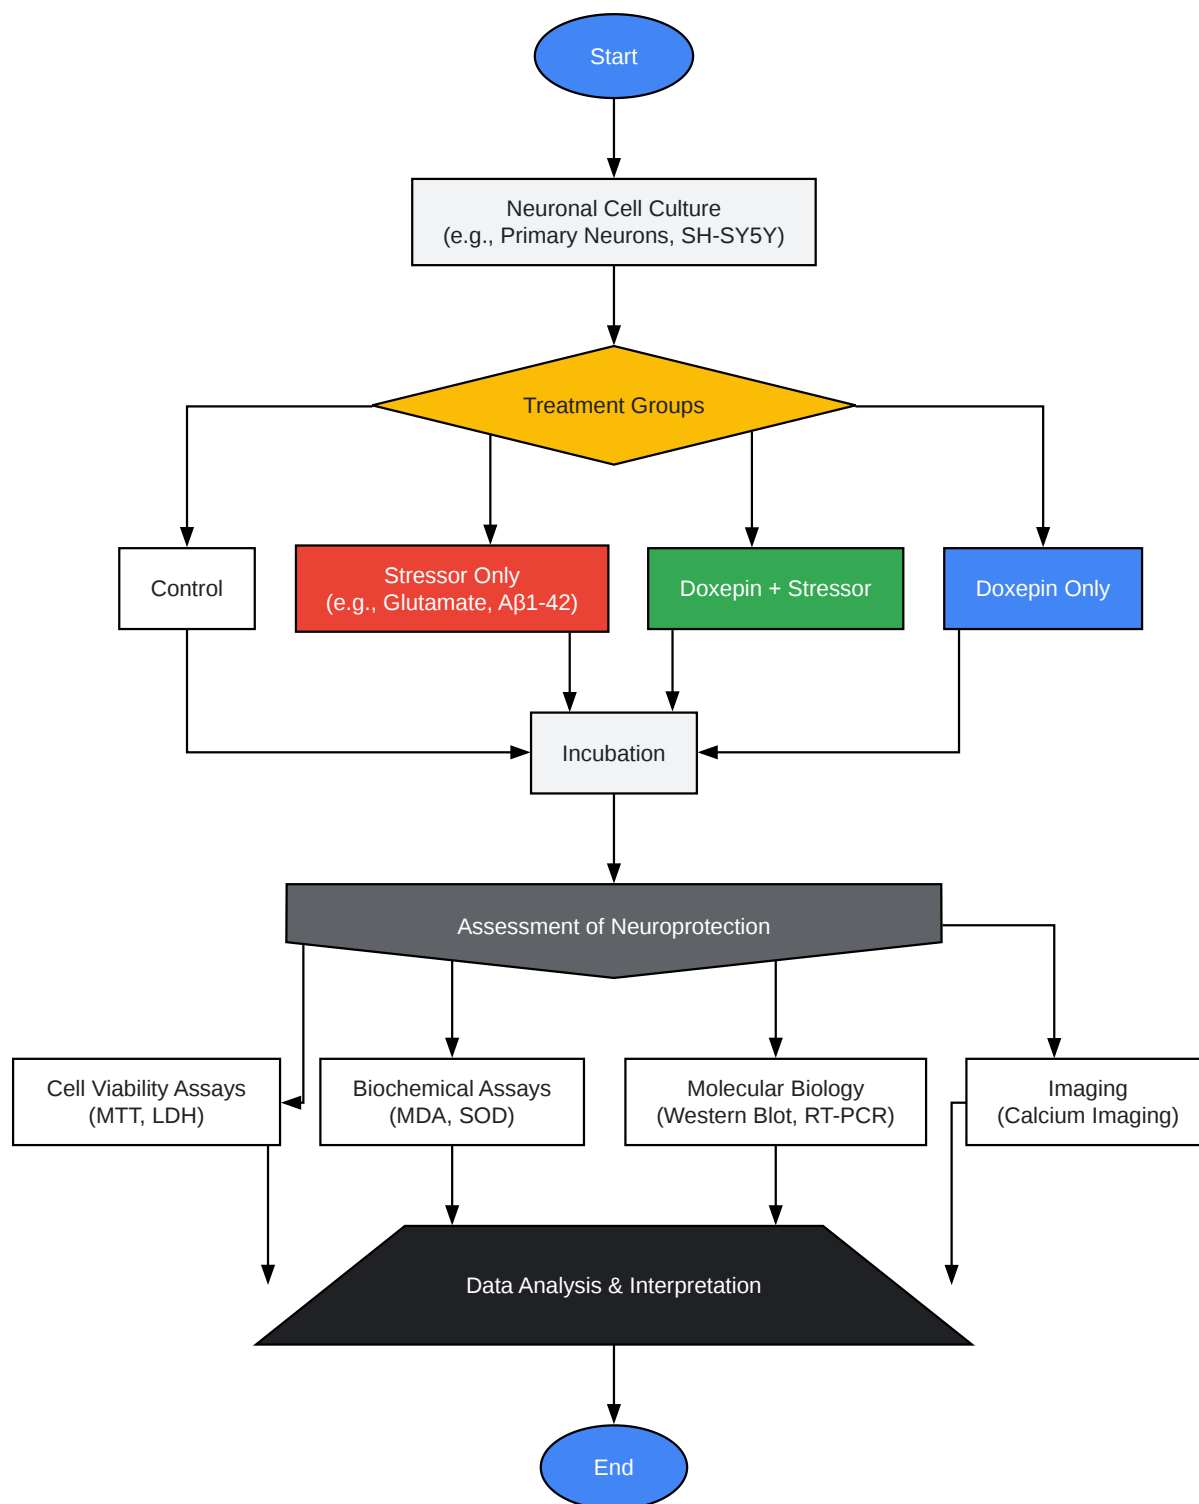 Start
Neuronal Cell Culture
(e.g., Primary Neurons, SH-SY5Y)
Treatment Groups
Control
Stressor Only
(e.g., Glutamate, Aβ1-42)
Doxepin + Stressor
Doxepin Only
Incubation
Assessment of Neuroprotection
Cell Viability Assays
(MTT, LDH)
Biochemical Assays
(MDA, SOD)
Molecular Biology
(Western Blot, RT-PCR)
Imaging
(Calcium Imaging)
Data Analysis & Interpretation
End